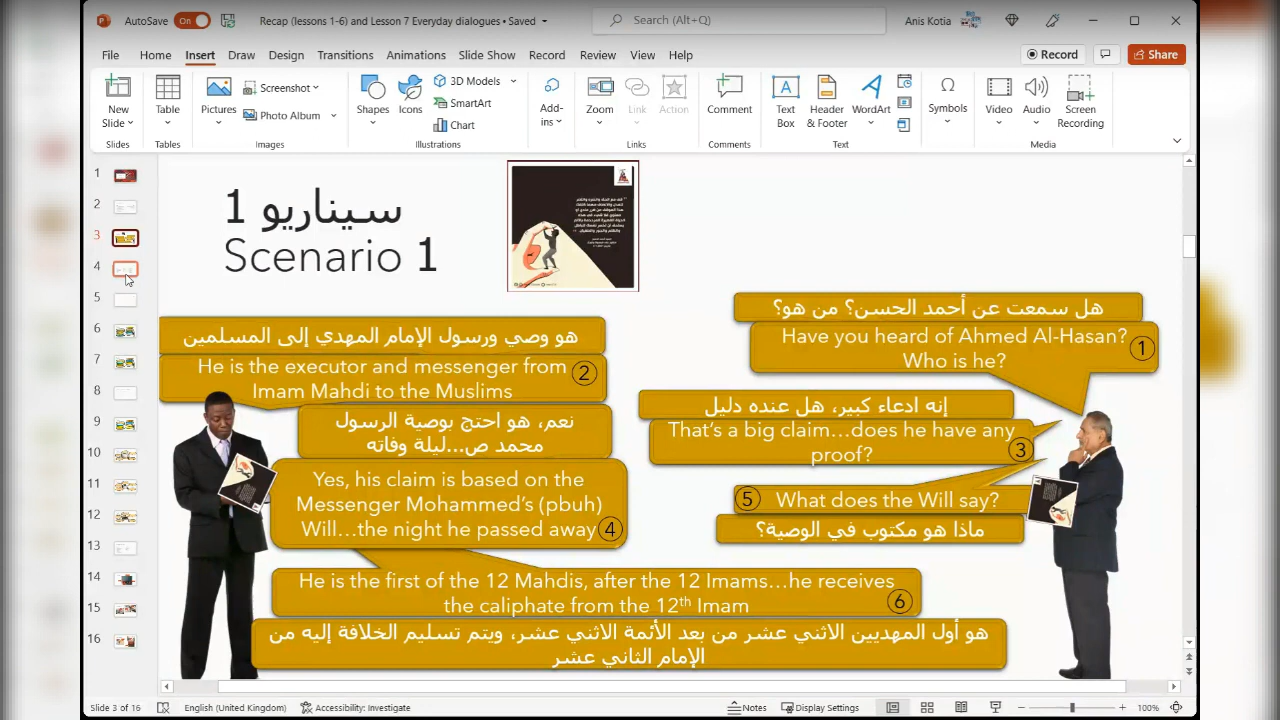 AutoSave On Recap (lessons 1-6) and Lesson 7 Everyday dialogues • Saved Search (Alt+Q) Anis Kotia
File Home Insert Draw Design Transitions Animations Slide Show Record Review View Help Record Share
New Slide
Table
Pictures
Screenshot
Photo Album
Shapes
Icons
3D Models
SmartArt
Chart
Add-ins
Zoom
Link
Action
Comment
Text Box
Header & Footer
WordArt
Symbols
Video
Audio
Screen Recording
Slides Tables Images Illustrations Links Comments Text Media
1
2
3
4
5
6
7
8
9
10
11
12
13
14
15
16
سيناريو 1
Scenario 1
هل سمعت عن أحمد الحسن؟ من هو؟
Have you heard of Ahmed Al-Hasan?
Who is he?
1
هو وصي ورسول الإمام المهدي إلى المسلمين
He is the executor and messenger from
Imam Mahdi to the Muslims
2
إنه ادعاء كبير، هل عنده دليل
That's a big claim...does he have any
proof?
3
نعم، هو احتج بوصية الرسول
محمد ص...ليلة وفاته
Yes, his claim is based on the
Messenger Mohammed's (pbuh)
Will...the night he passed away
4
5 What does the Will say?
ماذا هو مكتوب في الوصية؟
He is the first of the 12 Mahdis, after the 12 Imams...he receives
the caliphate from the 12th Imam
6
هو أول المهديين الاثني عشر من بعد الأئمة الاثني عشر، ويتم تسليم الخلافة إليه من
الإمام الثاني عشر
Slide 3 of 16 English (United Kingdom) Accessibility: Investigate Notes Display Settings 100%